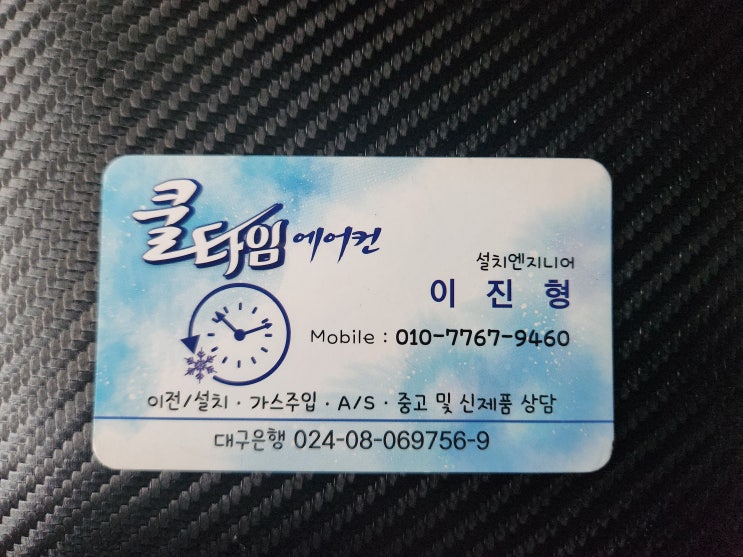 쿨타임 에어컨
설치엔지니어
이 진 형
Mobile : 010-7767-9460
이전/설치 · 가스주입 · A/S · 중고 및 신제품 상담
대구은행 024-08-069756-9